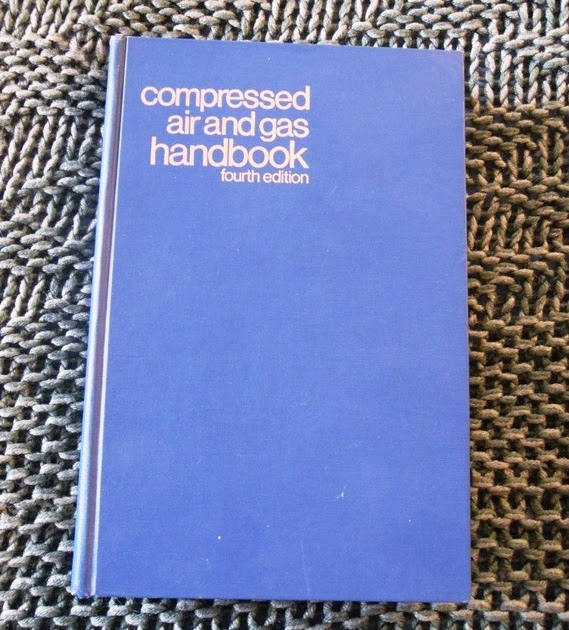 compressed
air and gas
handbook
fourth edition